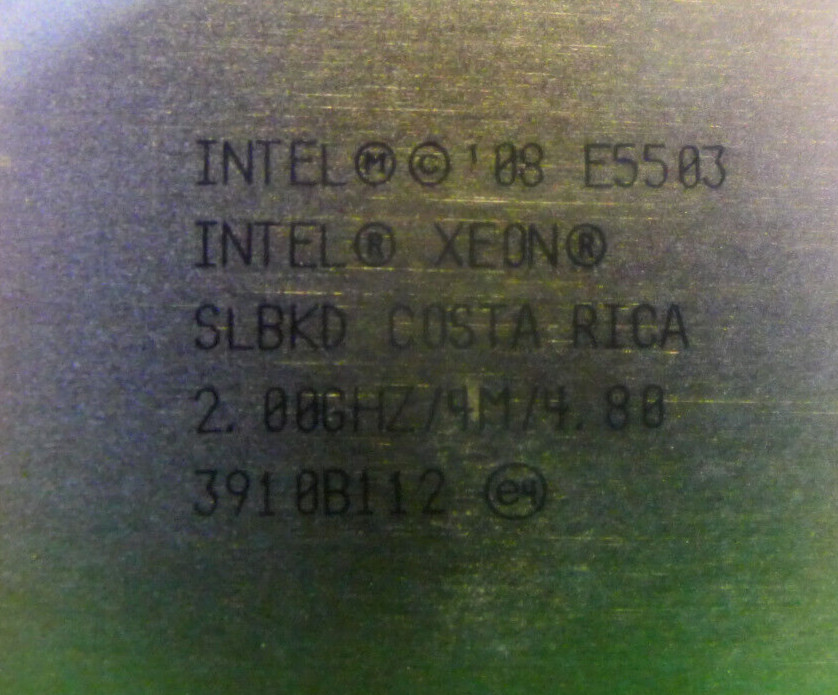 INTEL Ⓜ © '08 E5503
INTEL® XEON®
SLBKD COSTA RICA
2.00GHZ/4M/4.80
3910B112 e4